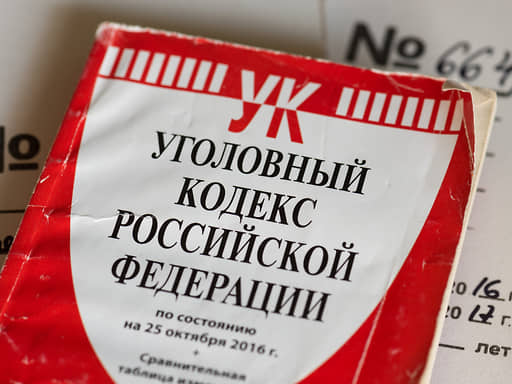 № 664
№
УК
УГОЛОВНЫЙ
КОДЕКС
РОССИЙСКОЙ
ФЕДЕРАЦИИ
по состоянию
на 25 октября 2016 г.
+
Сравнительная
таблица
20 16 г.
20 17 г.
лет